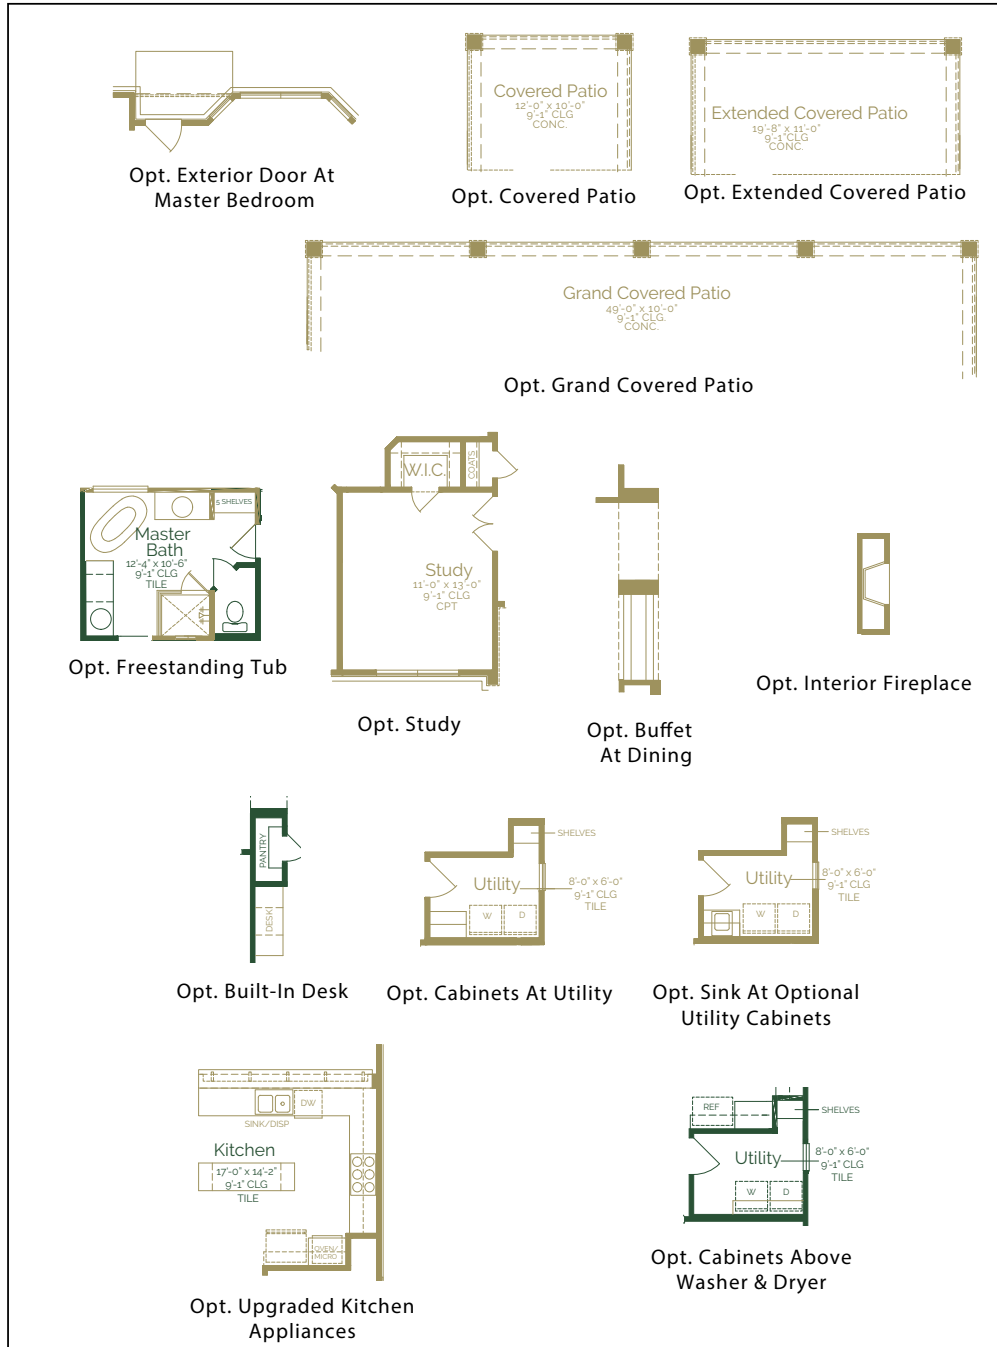 Opt. Exterior Door At
Master Bedroom
Covered Patio
12'-0" x 10'-0"
9'-1" CLG
CONC.
Opt. Covered Patio
Extended Covered Patio
19'-8" x 11'-0"
9'-1"CLG
CONC.
Opt. Extended Covered Patio
Grand Covered Patio
49'-0" x 10'-0"
9'-1" CLG.
CONC.
Opt. Grand Covered Patio
5 SHELVES
Master
Bath
12'-4" x 10'-6"
9'-1" CLG
TILE
Opt. Freestanding Tub
W.I.C.
COATS
Study
11'-0" x 13'-0"
9'-1" CLG
CPT
Opt. Study
Opt. Buffet
At Dining
Opt. Interior Fireplace
PANTRY
DESK
Opt. Built-In Desk
SHELVES
Utility
8'-0" x 6'-0"
9'-1" CLG
TILE
W
D
Opt. Cabinets At Utility
SHELVES
Utility
8'-0" x 6'-0"
9'-1" CLG
TILE
W
D
Opt. Sink At Optional
Utility Cabinets
DW
SINK/DISP
Kitchen
17'-0" x 14'-2"
9'-1" CLG
TILE
OVEN/
MICRO
Opt. Upgraded Kitchen
Appliances
REF
SHELVES
Utility
8'-0" x 6'-0"
9'-1" CLG
TILE
W
D
Opt. Cabinets Above
Washer & Dryer